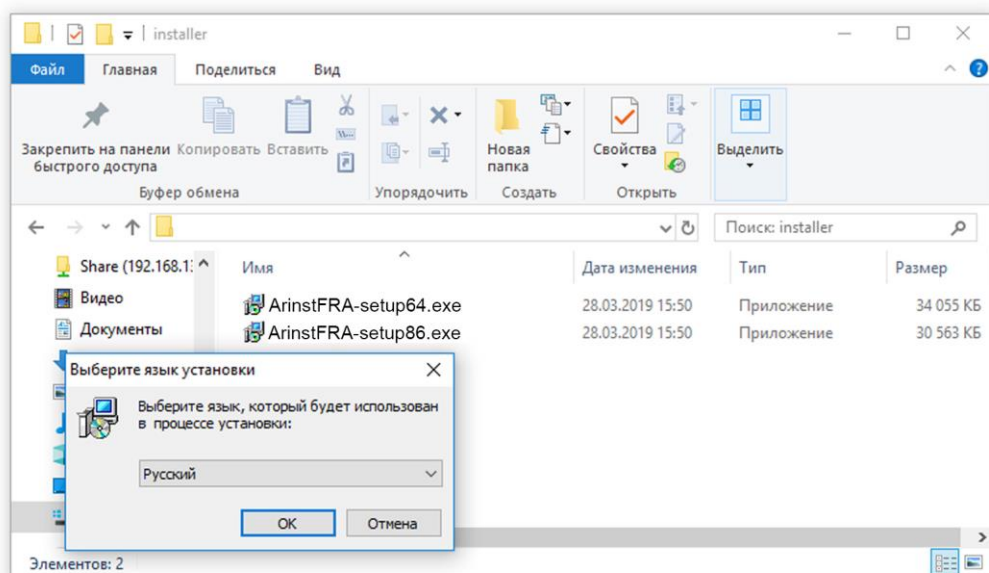 installer
Файл Главная Поделиться Вид
Закрепить на панели быстрого доступа
Копировать
Вставить
Новая папка
Свойства
Выделить
Буфер обмена
Упорядочить
Создать
Открыть
Поиск: installer
Share (192.168.1:
Видео
Документы
Имя Дата изменения Тип Размер
ArinstFRA-setup64.exe 28.03.2019 15:50 Приложение 34 055 КБ
ArinstFRA-setup86.exe 28.03.2019 15:50 Приложение 30 563 КБ
Выберите язык установки
Выберите язык, который будет использован
в процессе установки:
Русский
OK Отмена
Элементов: 2